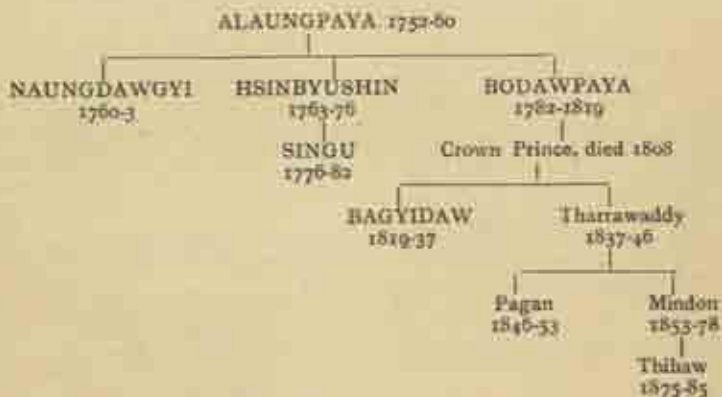 ALAUNGPAYA 1752-60
NAUNGDAWGYI HSINBYUSHIN BODAWPAYA
1760-3 1763-76 1782-1819
SINGU Crown Prince, died 1808
1776-82
BAGYIDAW Tharrawaddy
1819-37 1837-46
Pagan Mindon
1846-53 1853-78
Thibaw
1875-85